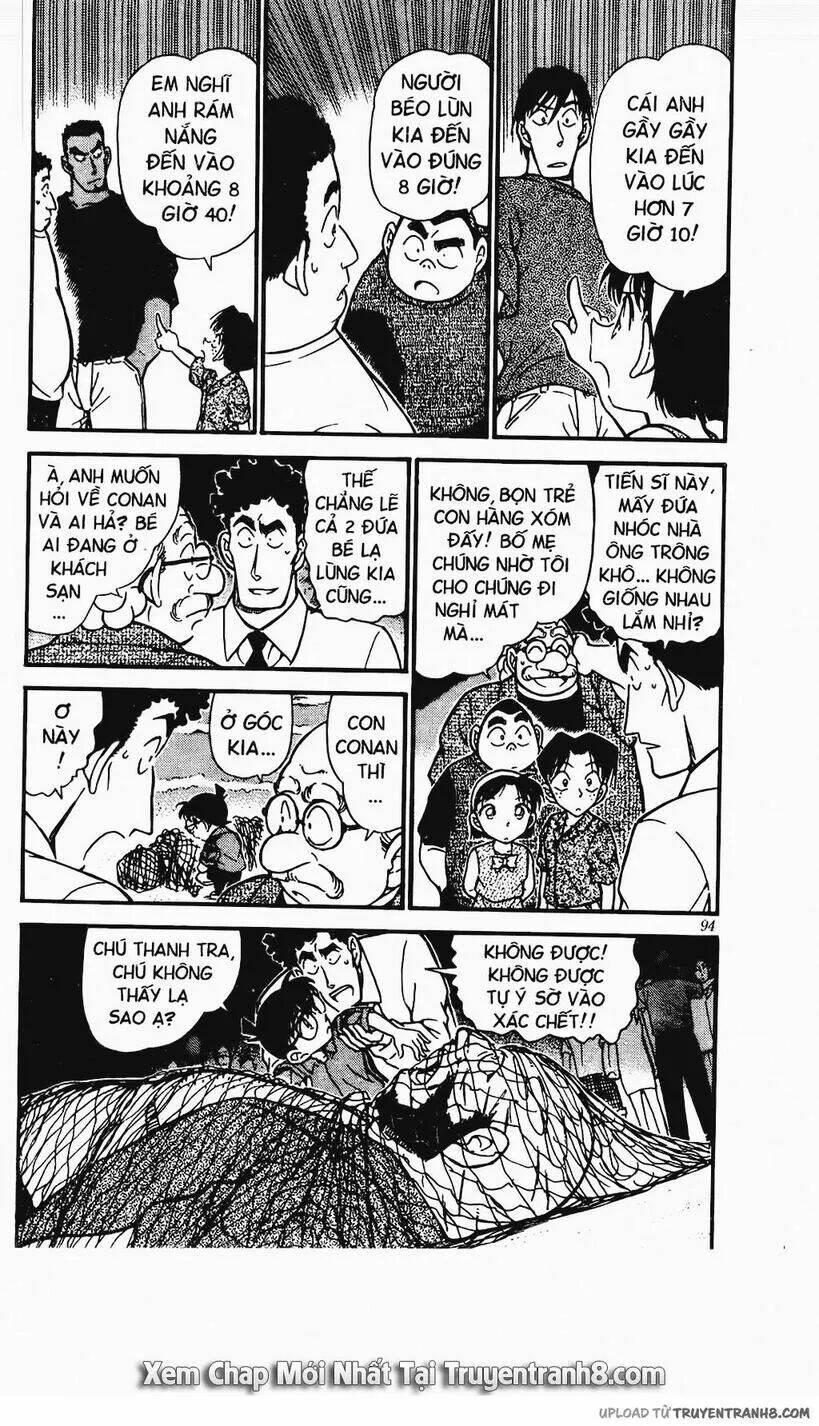 CÁI ANH
GẦY GẦY
KIA ĐẾN
VÀO LÚC
HƠN 7
GIỜ 10!
NGƯỜI
BÉO LÙN
KIA ĐẾN
VÀO ĐÚNG
8 GIỜ!
EM NGHĨ
ANH RÁM
NẮNG
ĐẾN VÀO
KHOẢNG 8
GIỜ 40!
TIẾN SĨ NÀY,
MẤY ĐỨA
NHÓC NHÀ
ÔNG TRÔNG
KHÔ... KHÔNG
GIỐNG NHAU
LẮM NHỈ?
KHÔNG, BỌN TRẺ
CON HÀNG XÓM
ĐẤY! BỐ MẸ
CHÚNG NHỜ TÔI
CHO CHÚNG ĐI
NGHỈ MÁT
MÀ...
THẾ
CHẲNG LẼ
CẢ 2 ĐỨA
BÉ LẠ
LÙNG KIA
CŨNG...
À, ANH MUỐN
HỎI VỀ CONAN
VÀ AI HẢ? BÉ
AI ĐANG Ở
KHÁCH
SẠN
...
CON
CONAN
THÌ
...
Ở GÓC
KIA...
Ơ
NÀY!
94
KHÔNG ĐƯỢC!
KHÔNG ĐƯỢC
TỰ Ý SỜ VÀO
XÁC CHẾT!!
CHÚ THANH TRA,
CHÚ KHÔNG
THẤY LẠ
SAO Ạ?
Xem Chap Mới Nhất Tại Truyentranh8.com
UPLOAD TỪ TRUYENTRANH8.COM